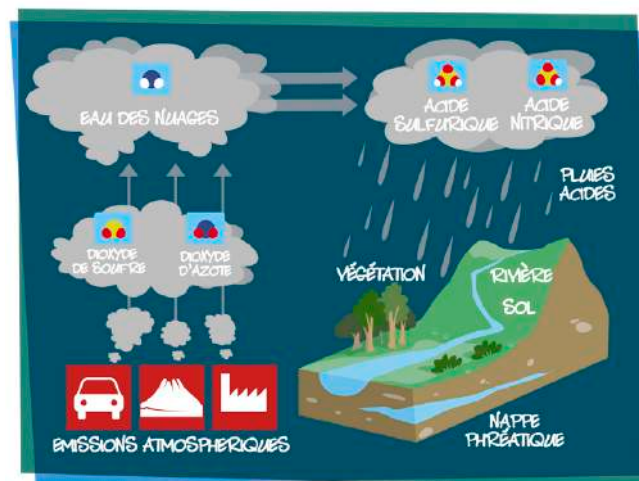 EAU DES NUAGES
ACIDE
SULFURIQUE
ACIDE
NITRIQUE
PLUIES
ACIDES
DIOXYDE
DE SOUFRE
DIOXYDE
D'AZOTE
VÉGÉTATION
RIVIÈRE
SOL
NAPPE
PHRÉATIQUE
EMISSIONS ATMOSPHERIQUES